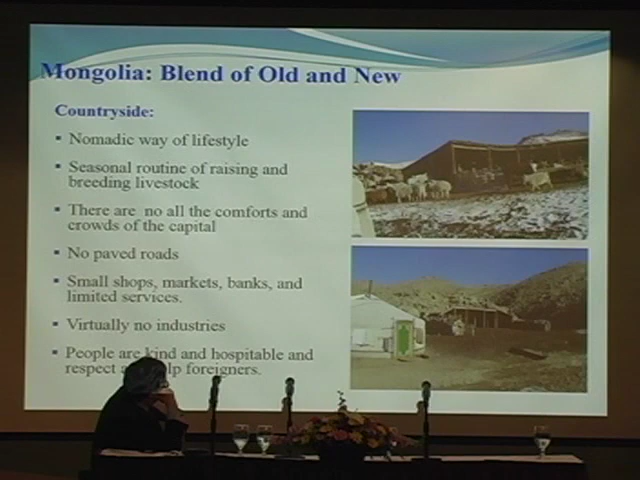 Mongolia: Blend of Old and New
Countryside:
▪ Nomadic way of lifestyle
▪ Seasonal routine of raising and
breeding livestock
▪ There are no all the comforts and
crowds of the capital
▪ No paved roads
▪ Small shops, markets, banks, and
limited services.
▪ Virtually no industries
▪ People are kind and hospitable and
respect foreigners.